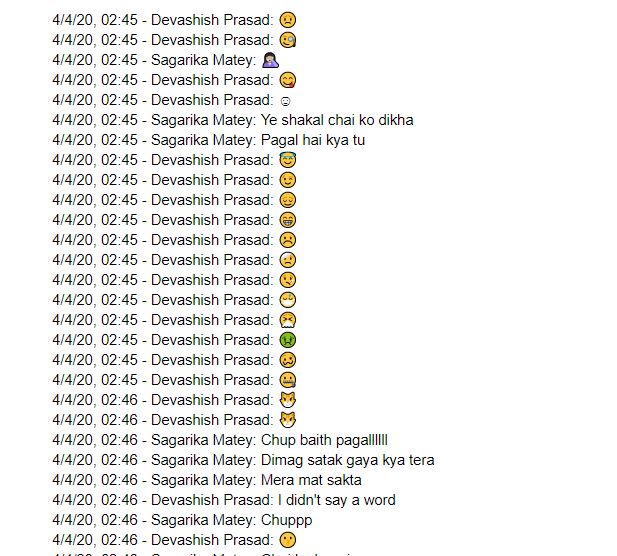 4/4/20, 02:45 - Devashish Prasad: 🙁
4/4/20, 02:45 - Devashish Prasad: 🧐
4/4/20, 02:45 - Sagarika Matey: 🤦🏻‍♀️
4/4/20, 02:45 - Devashish Prasad: 😋
4/4/20, 02:45 - Devashish Prasad: ☺
4/4/20, 02:45 - Sagarika Matey: Ye shakal chai ko dikha
4/4/20, 02:45 - Sagarika Matey: Pagal hai kya tu
4/4/20, 02:45 - Devashish Prasad: 😇
4/4/20, 02:45 - Devashish Prasad: 😉
4/4/20, 02:45 - Devashish Prasad: 😔
4/4/20, 02:45 - Devashish Prasad: 😁
4/4/20, 02:45 - Devashish Prasad: ☹️
4/4/20, 02:45 - Devashish Prasad: 🤕
4/4/20, 02:45 - Devashish Prasad: 🤒
4/4/20, 02:45 - Devashish Prasad: 😷
4/4/20, 02:45 - Devashish Prasad: 🤧
4/4/20, 02:45 - Devashish Prasad: 🤢
4/4/20, 02:45 - Devashish Prasad: 🥴
4/4/20, 02:45 - Devashish Prasad: 🤐
4/4/20, 02:46 - Devashish Prasad: 😼
4/4/20, 02:46 - Devashish Prasad: 😼
4/4/20, 02:46 - Sagarika Matey: Chup baith pagallllll
4/4/20, 02:46 - Sagarika Matey: Dimag satak gaya kya tera
4/4/20, 02:46 - Sagarika Matey: Mera mat sakta
4/4/20, 02:46 - Devashish Prasad: I didn't say a word
4/4/20, 02:46 - Sagarika Matey: Chuppp
4/4/20, 02:46 - Devashish Prasad: 😗